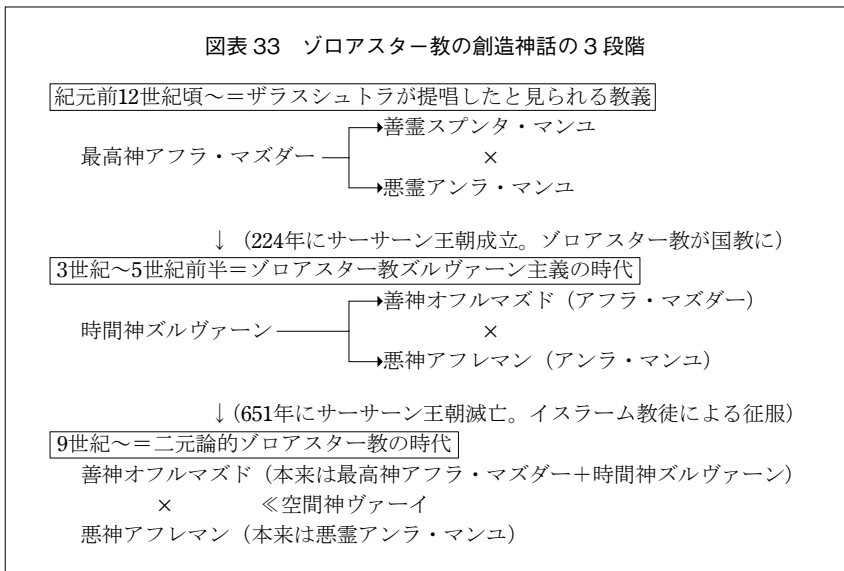 図表 33　ゾロアスター教の創造神話の 3 段階
紀元前12世紀頃～＝ザラスシュトラが提唱したと見られる教義
善霊スプンタ・マンユ
最高神アフラ・マズダー　×
悪霊アンラ・マンユ
↓（224年にサーサーン王朝成立。ゾロアスター教が国教に）
3世紀～5世紀前半＝ゾロアスター教ズルヴァーン主義の時代
善神オフルマズド（アフラ・マズダー）
時間神ズルヴァーン　×
悪神アフレマン（アンラ・マンユ）
↓（651年にサーサーン王朝滅亡。イスラーム教徒による征服）
9世紀～＝二元論的ゾロアスター教の時代
善神オフルマズド（本来は最高神アフラ・マズダー＋時間神ズルヴァーン）
×　≪空間神ヴァーイ
悪神アフレマン（本来は悪霊アンラ・マンユ）